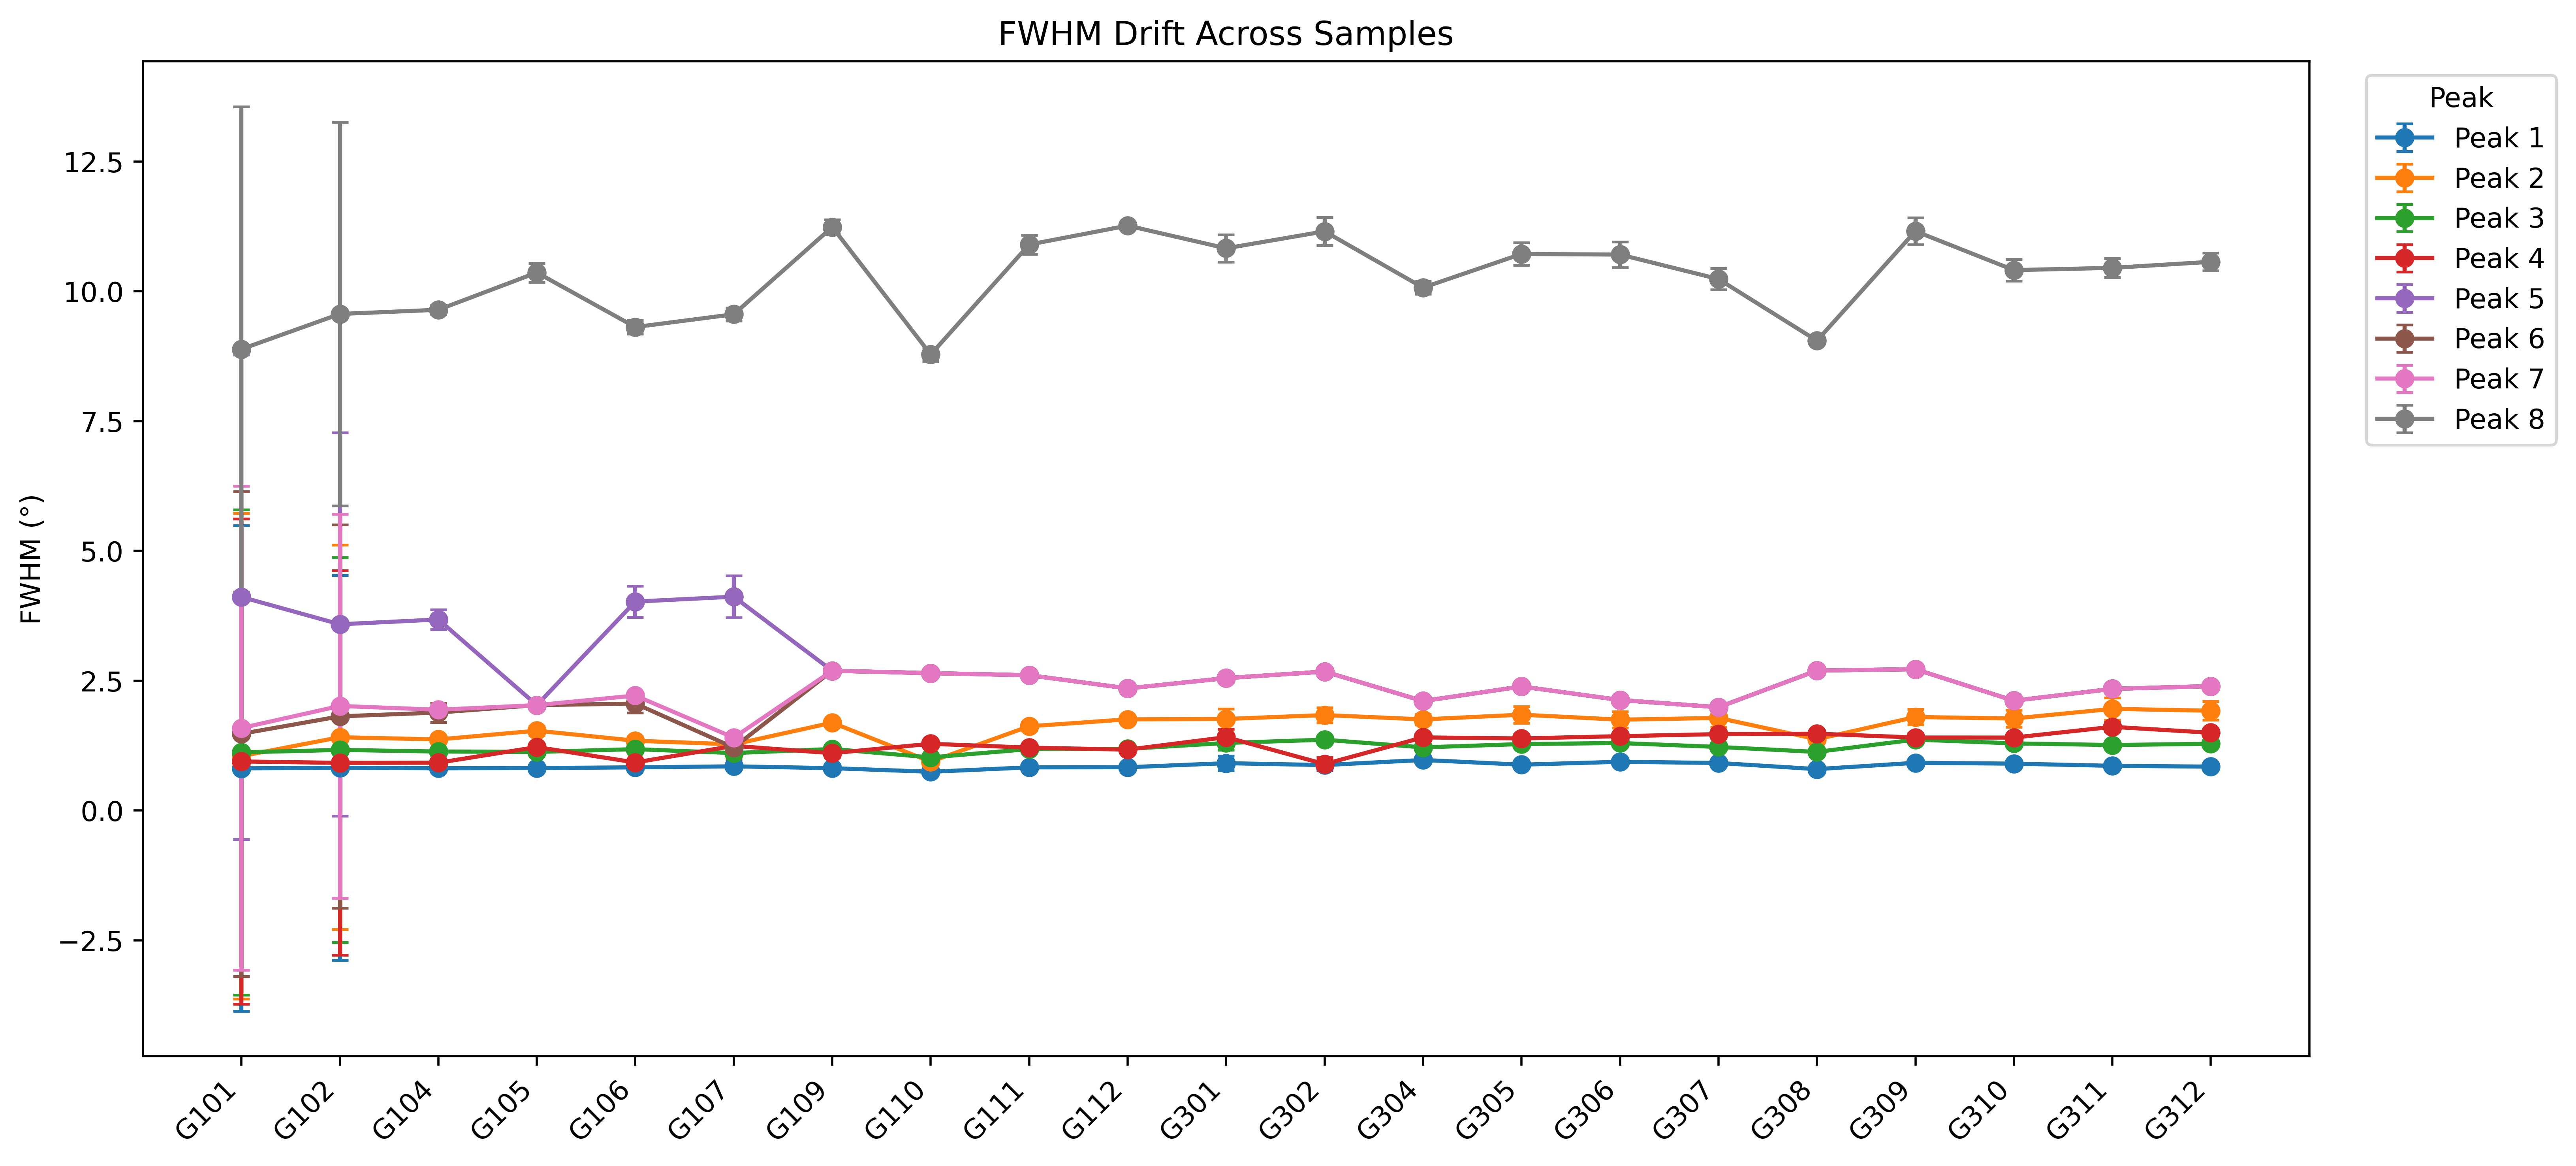 FWHM Drift Across Samples
FWHM (°)
12.5
10.0
7.5
5.0
2.5
0.0
−2.5
G101
G102
G104
G105
G106
G107
G109
G110
G111
G112
G301
G302
G304
G305
G306
G307
G308
G309
G310
G311
G312
Peak
Peak 1
Peak 2
Peak 3
Peak 4
Peak 5
Peak 6
Peak 7
Peak 8